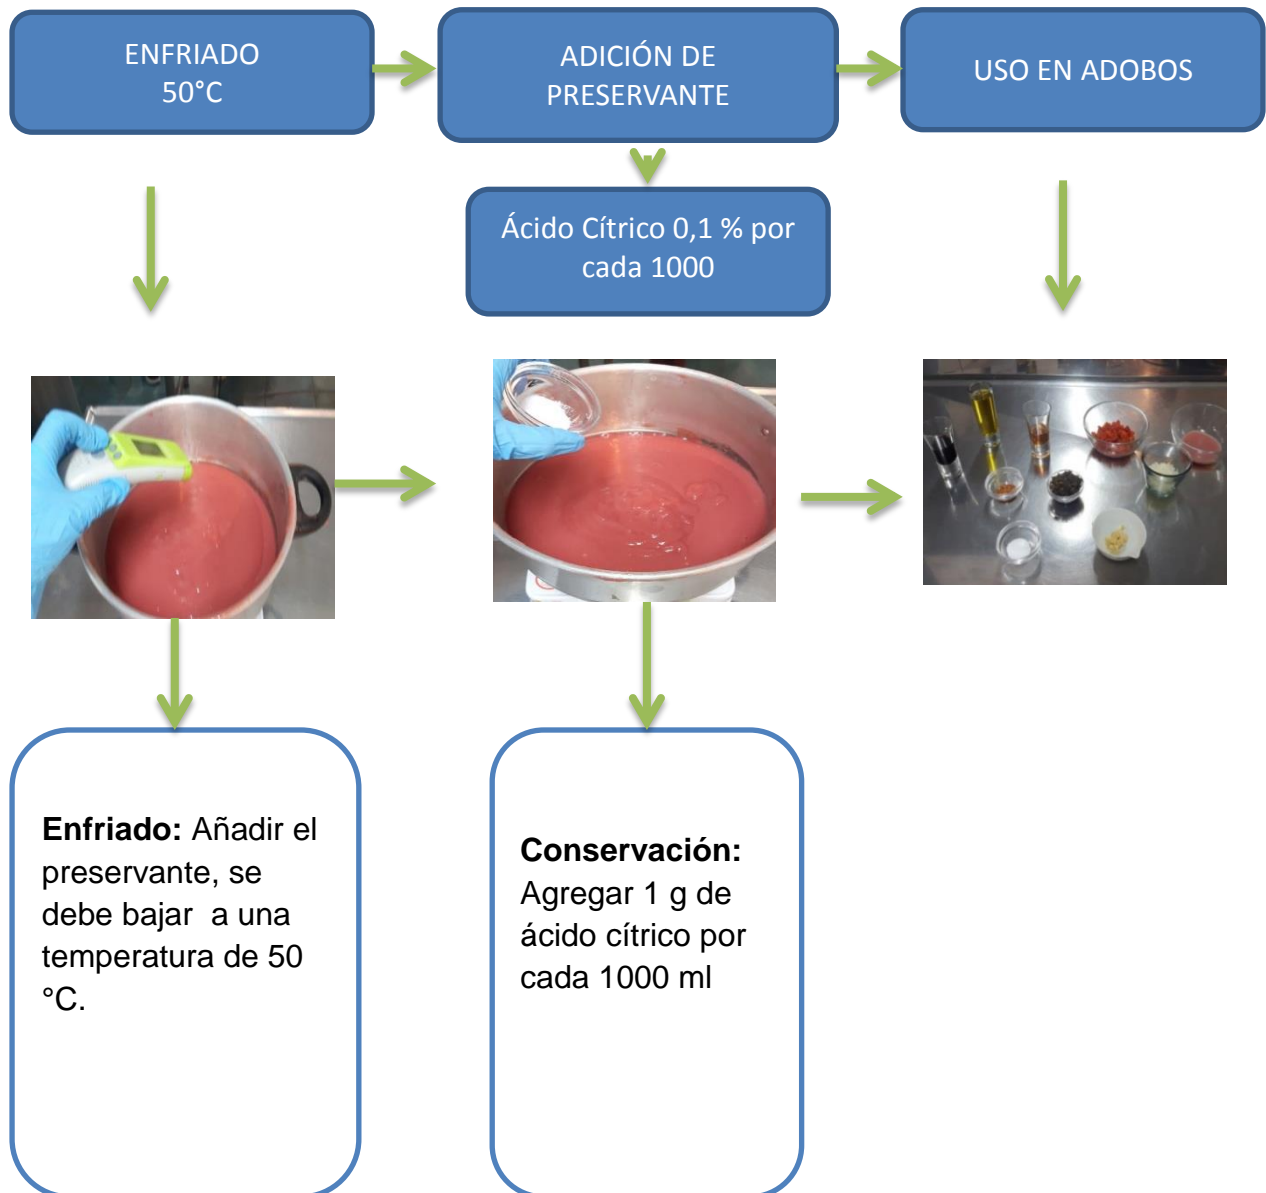 ENFRIADO
50°C
ADICIÓN DE
PRESERVANTE
USO EN ADOBOS
Ácido Cítrico 0,1 % por
cada 1000
Enfriado: Añadir el
preservante, se
debe bajar  a una
temperatura de 50
°C.
Conservación:
Agregar 1 g de
ácido cítrico por
cada 1000 ml